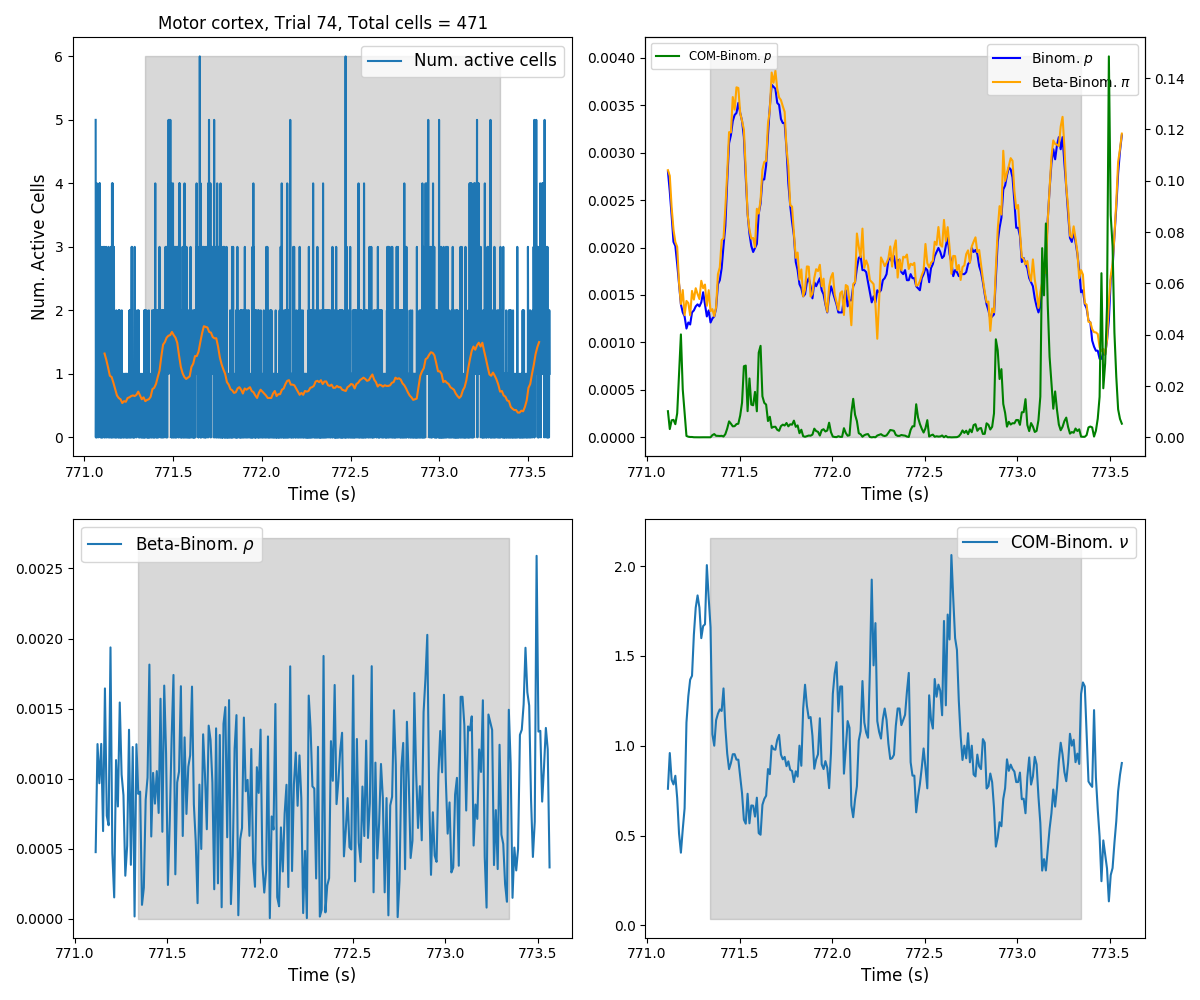 Motor cortex, Trial 74, Total cells = 471
Num. active cells
Num. Active Cells
6
5
4
3
2
1
0
771.0 771.5 772.0 772.5 773.0 773.5
Time (s)
COM-Binom. p
Binom. p
Beta-Binom. π
0.0040
0.0035
0.0030
0.0025
0.0020
0.0015
0.0010
0.0005
0.0000
0.14
0.12
0.10
0.08
0.06
0.04
0.02
0.00
771.0 771.5 772.0 772.5 773.0 773.5
Time (s)
Beta-Binom. ρ
0.0025
0.0020
0.0015
0.0010
0.0005
0.0000
771.0 771.5 772.0 772.5 773.0 773.5
Time (s)
COM-Binom. ν
2.0
1.5
1.0
0.5
0.0
771.0 771.5 772.0 772.5 773.0 773.5
Time (s)